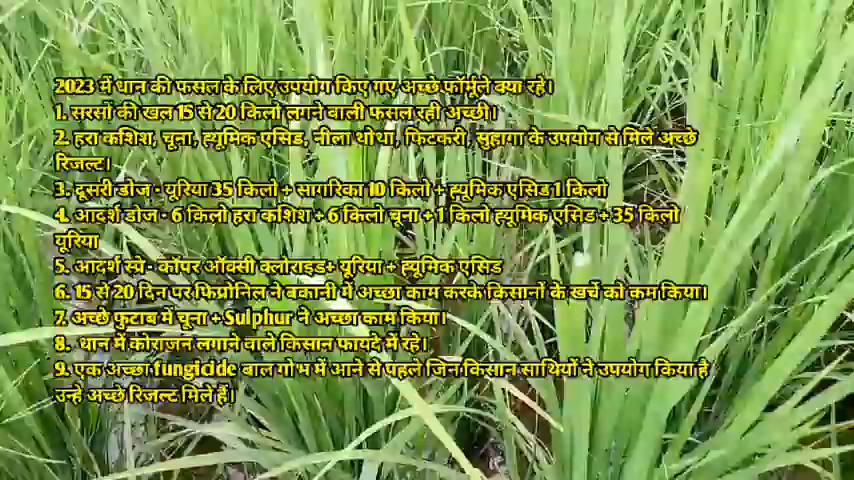 2023 में धान की फसल के लिए उपयोग किए गए अच्छे फॉर्मूले क्या रहे।
1. सरसों की खल 15 से 20 किलो लगने वाली फसल रही अच्छी।
2. हरा कशिश, चूना, ह्यूमिक एसिड, नीला थोथा, फिटकरी, सुहागा के उपयोग से मिले अच्छे
रिजल्ट।
3. दूसरी डोज - यूरिया 35 किलो + सागरिका 10 किलो + ह्यूमिक एसिड 1 किलो
4. आदर्श डोज - 6 किलो हरा कशिश + 6 किलो चूना + 1 किलो ह्यूमिक एसिड + 35 किलो
यूरिया
5. आदर्श स्प्रे - कॉपर ऑक्सी क्लोराइड+ यूरिया + ह्यूमिक एसिड
6. 15 से 20 दिन पर फिप्रोनिल ने बकानी में अच्छा काम करके किसानों के खर्चे को कम किया।
7. अच्छे फुटाब में चूना + Sulphur ने अच्छा काम किया।
8. धान में कोराजन लगाने वाले किसान फायदे में रहे।
9. एक अच्छा fungicide बाल गोभ में आने से पहले जिन किसान साथियों ने उपयोग किया है
उन्हे अच्छे रिजल्ट मिले हैं।